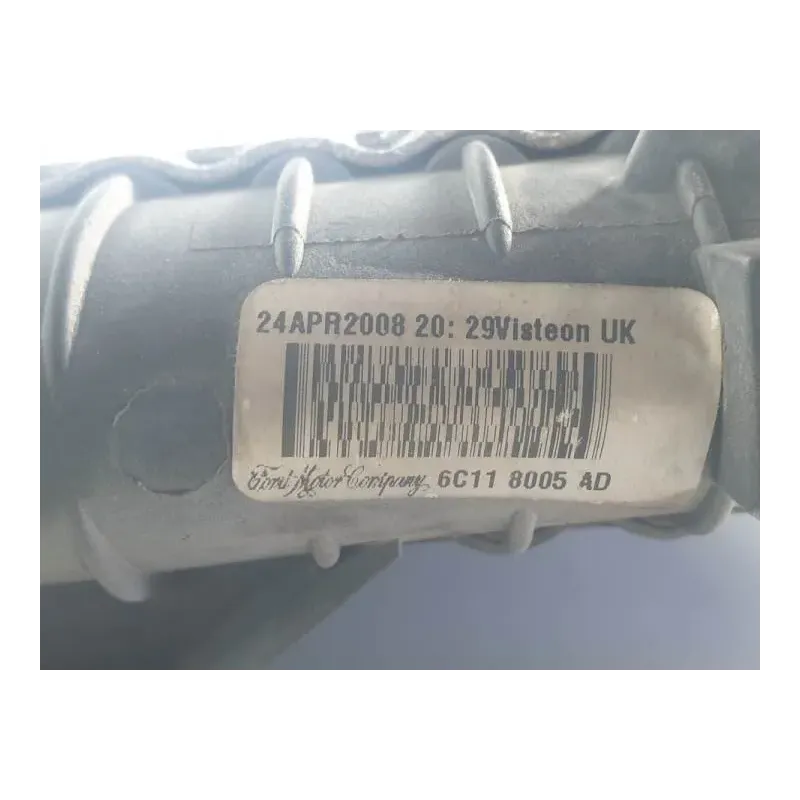 24APR2008 20: 29Visteon UK
Ford Motor Company 6C11 8005 AD